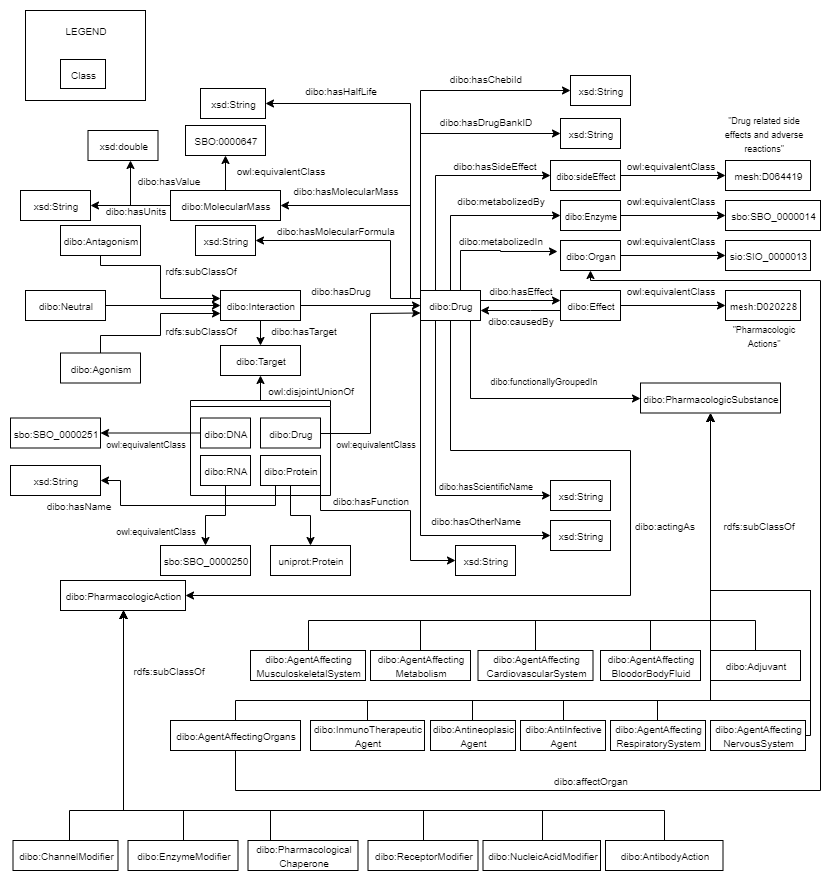 LEGEND
Class
dibo:hasChebiId
xsd:String
dibo:hasHalfLife
xsd:String
dibo:hasDrugBankID
xsd:String
"Drug related side
effects and adverse
reactions"
xsd:double
SBO:0000647
owl:equivalentClass
dibo:hasValue
dibo:hasSideEffect
dibo:sideEffect
owl:equivalentClass
mesh:D064419
xsd:String
dibo:hasUnits
dibo:MolecularMass
dibo:hasMolecularMass
dibo:metabolizedBy
dibo:Enzyme
owl:equivalentClass
sbo:SBO_0000014
dibo:Antagonism
xsd:String
dibo:hasMolecularFormula
dibo:metabolizedIn
dibo:Organ
owl:equivalentClass
sio:SIO_0000013
rdfs:subClassOf
dibo:Neutral
dibo:Interaction
dibo:hasDrug
dibo:Drug
dibo:hasEffect
dibo:causedBy
dibo:Effect
owl:equivalentClass
mesh:D020228
"Pharmacologic
Actions"
rdfs:subClassOf
dibo:hasTarget
dibo:Agonism
dibo:Target
owl:disjointUnionOf
dibo:functionallyGroupedIn
dibo:PharmacologicSubstance
sbo:SBO_0000251
owl:equivalentClass
dibo:DNA
dibo:Drug
owl:equivalentClass
xsd:String
dibo:hasName
dibo:RNA
dibo:Protein
dibo:hasFunction
dibo:hasScientificName
xsd:String
owl:equivalentClass
dibo:hasOtherName
xsd:String
dibo:actingAs
rdfs:subClassOf
sbo:SBO_0000250
uniprot:Protein
xsd:String
dibo:PharmacologicAction
rdfs:subClassOf
dibo:AgentAffecting
MusculoskeletalSystem
dibo:AgentAffecting
Metabolism
dibo:AgentAffecting
CardiovascularSystem
dibo:AgentAffecting
BloodorBodyFluid
dibo:Adjuvant
dibo:AgentAffectingOrgans
dibo:InmunoTherapeutic
Agent
dibo:Antineoplasic
Agent
dibo:AntiInfective
Agent
dibo:AgentAffecting
RespiratorySystem
dibo:AgentAffecting
NervousSystem
dibo:affectOrgan
dibo:ChannelModifier
dibo:EnzymeModifier
dibo:Pharmacological
Chaperone
dibo:ReceptorModifier
dibo:NucleicAcidModifier
dibo:AntibodyAction